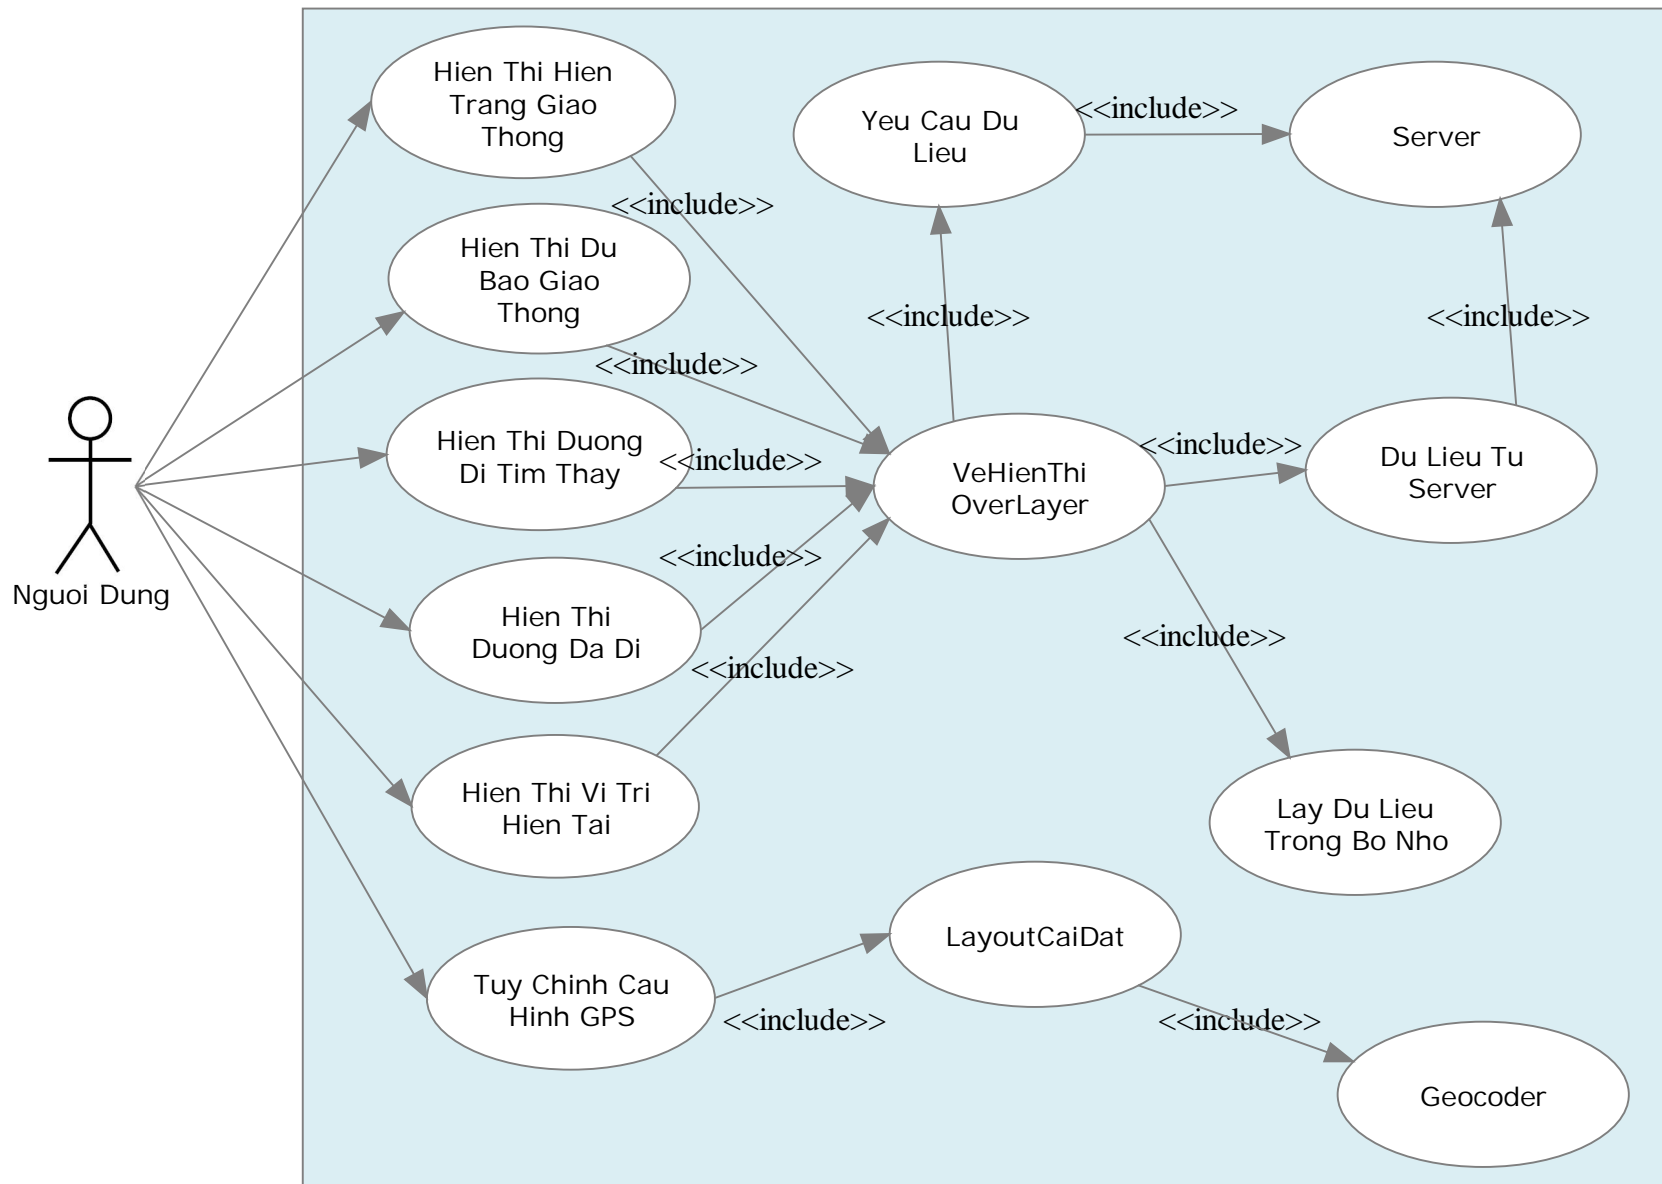 Hien Thi Hien
Trang Giao
Thong
Yeu Cau Du
Lieu
<<include>>
Server
<<include>>
Hien Thi Du
Bao Giao
Thong
<<include>>
<<include>>
<<include>>
Hien Thi Duong
Di Tim Thay
<<include>>
VeHienThi
OverLayer
<<include>>
Du Lieu Tu
Server
Nguoi Dung
<<include>>
Hien Thi
Duong Da Di
<<include>>
<<include>>
Hien Thi Vi Tri
Hien Tai
Lay Du Lieu
Trong Bo Nho
LayoutCaiDat
Tuy Chinh Cau
Hinh GPS
<<include>>
<<include>>
Geocoder